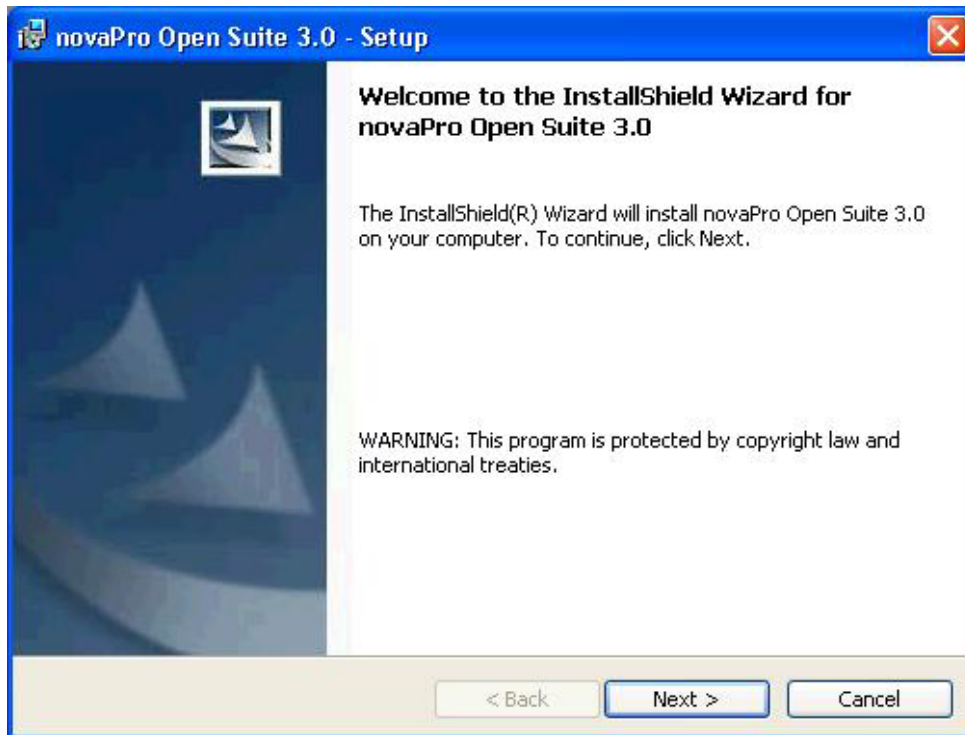 novaPro Open Suite 3.0 - Setup
Welcome to the InstallShield Wizard for
novaPro Open Suite 3.0
The InstallShield(R) Wizard will install novaPro Open Suite 3.0
on your computer. To continue, click Next.
WARNING: This program is protected by copyright law and
international treaties.
< Back
Next >
Cancel